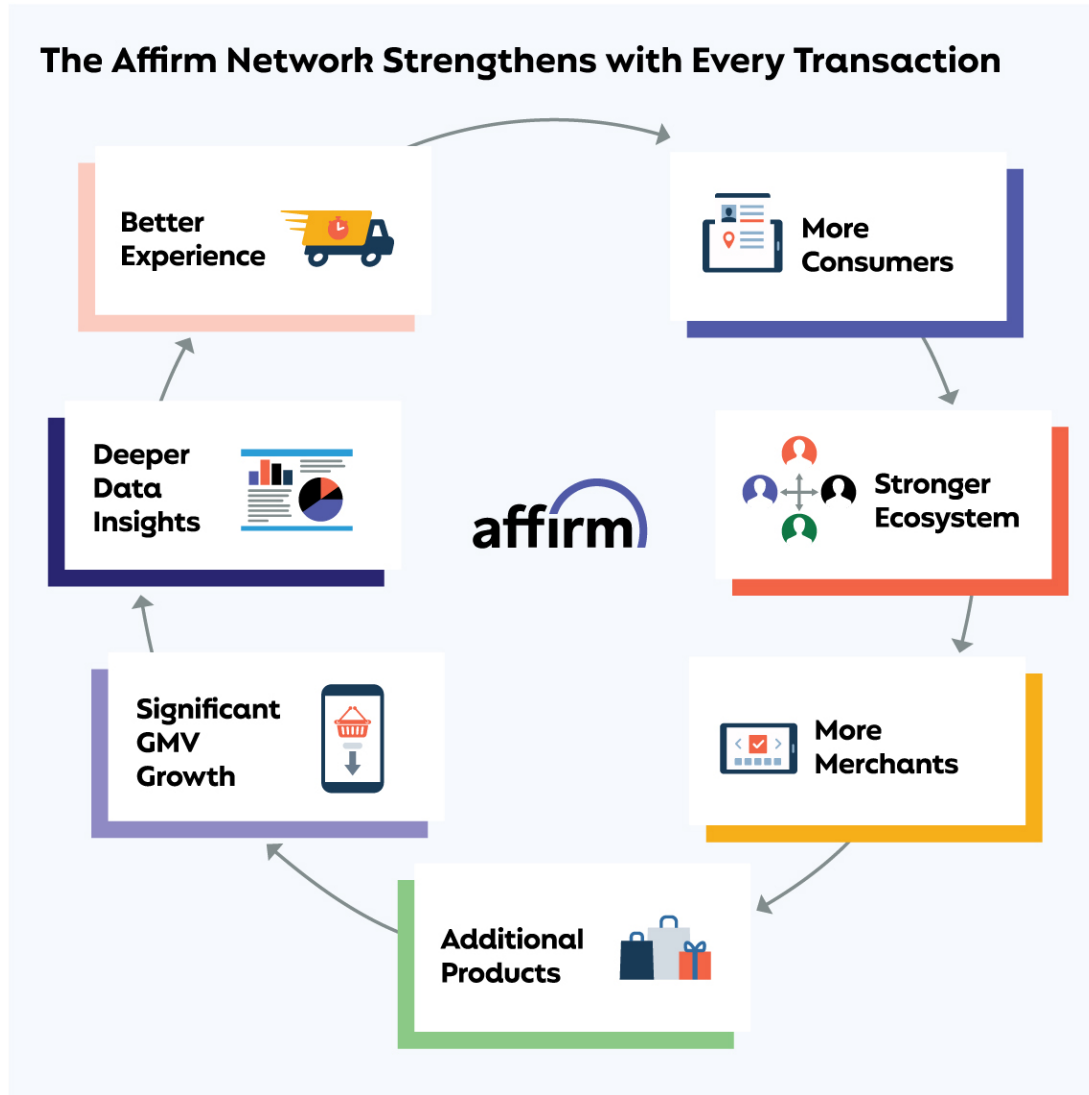 The Affirm Network Strengthens with Every Transaction
Better
Experience
More
Consumers
Deeper
Data
Insights
affirm
Stronger
Ecosystem
Significant
GMV
Growth
More
Merchants
Additional
Products